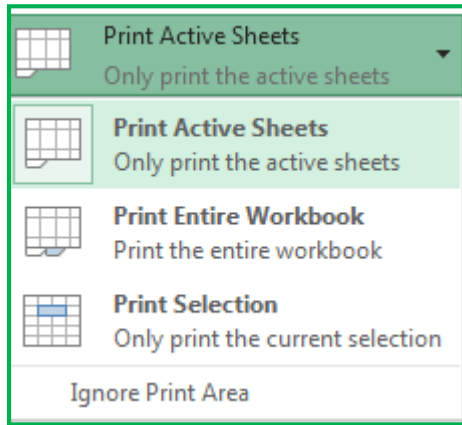 Print Active Sheets
Only print the active sheets
Print Active Sheets
Only print the active sheets
Print Entire Workbook
Print the entire workbook
Print Selection
Only print the current selection
Ignore Print Area